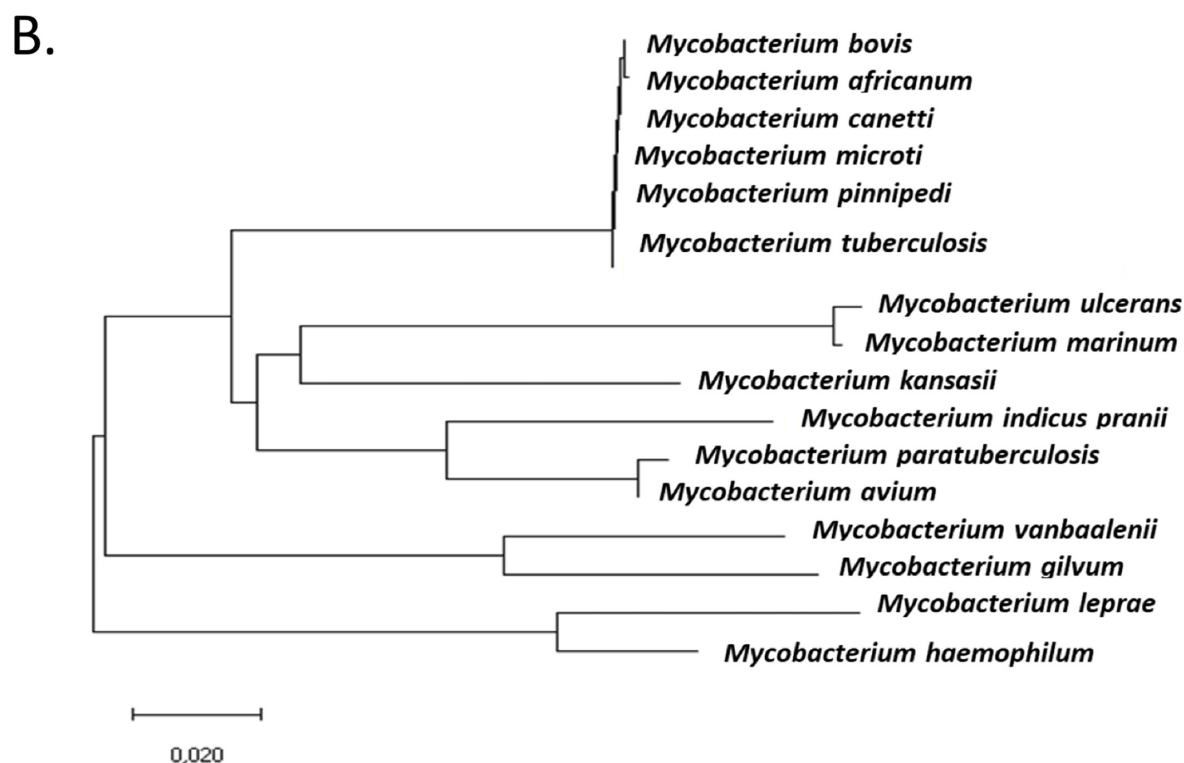 B.
Mycobacterium bovis
Mycobacterium africanum
Mycobacterium canetti
Mycobacterium microti
Mycobacterium pinnipedi
Mycobacterium tuberculosis
Mycobacterium ulcerans
Mycobacterium marinum
Mycobacterium kansasii
Mycobacterium indicus pranii
Mycobacterium paratuberculosis
Mycobacterium avium
Mycobacterium vanbaalenii
Mycobacterium gilvum
Mycobacterium leprae
Mycobacterium haemophilum
0,020